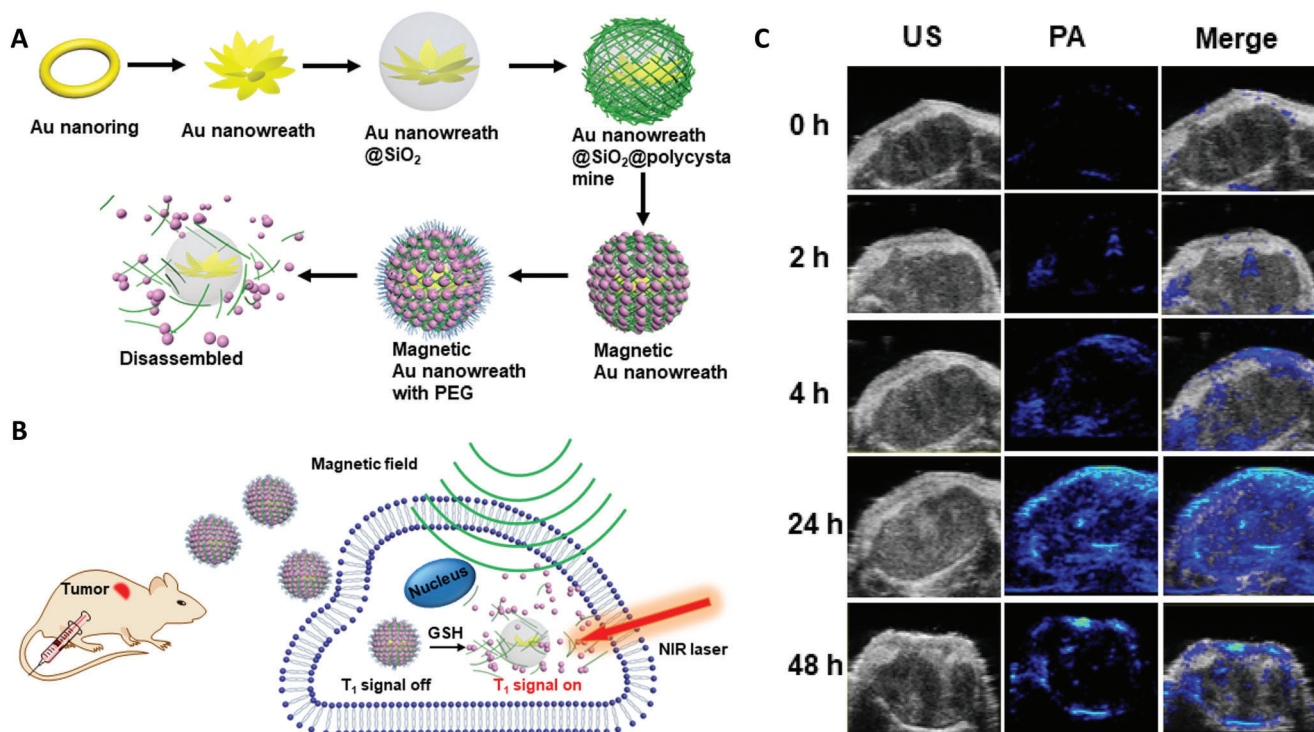 A
Au nanoring
Au nanowreath
Au nanowreath
@SiO₂
Au nanowreath
@SiO₂@polycysta
mine
Disassembled
Magnetic
Au nanowreath
with PEG
Magnetic
Au nanowreath
B
Magnetic field
Tumor
Nucleus
GSH
NIR laser
T₁ signal off
T₁ signal on
C
US
PA
Merge
0 h
2 h
4 h
24 h
48 h